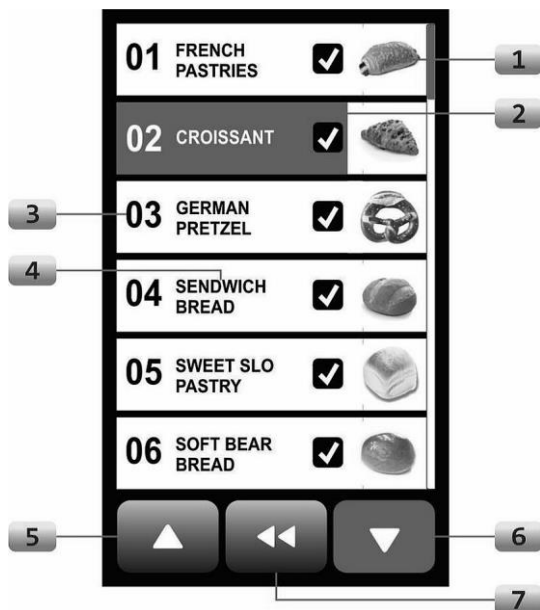 01 FRENCH
PASTRIES
1
2
02 CROISSANT
03 GERMAN
PRETZEL
3
4
04 SENDWICH
BREAD
05 SWEET SLO
PASTRY
06 SOFT BEAR
BREAD
5
6
7